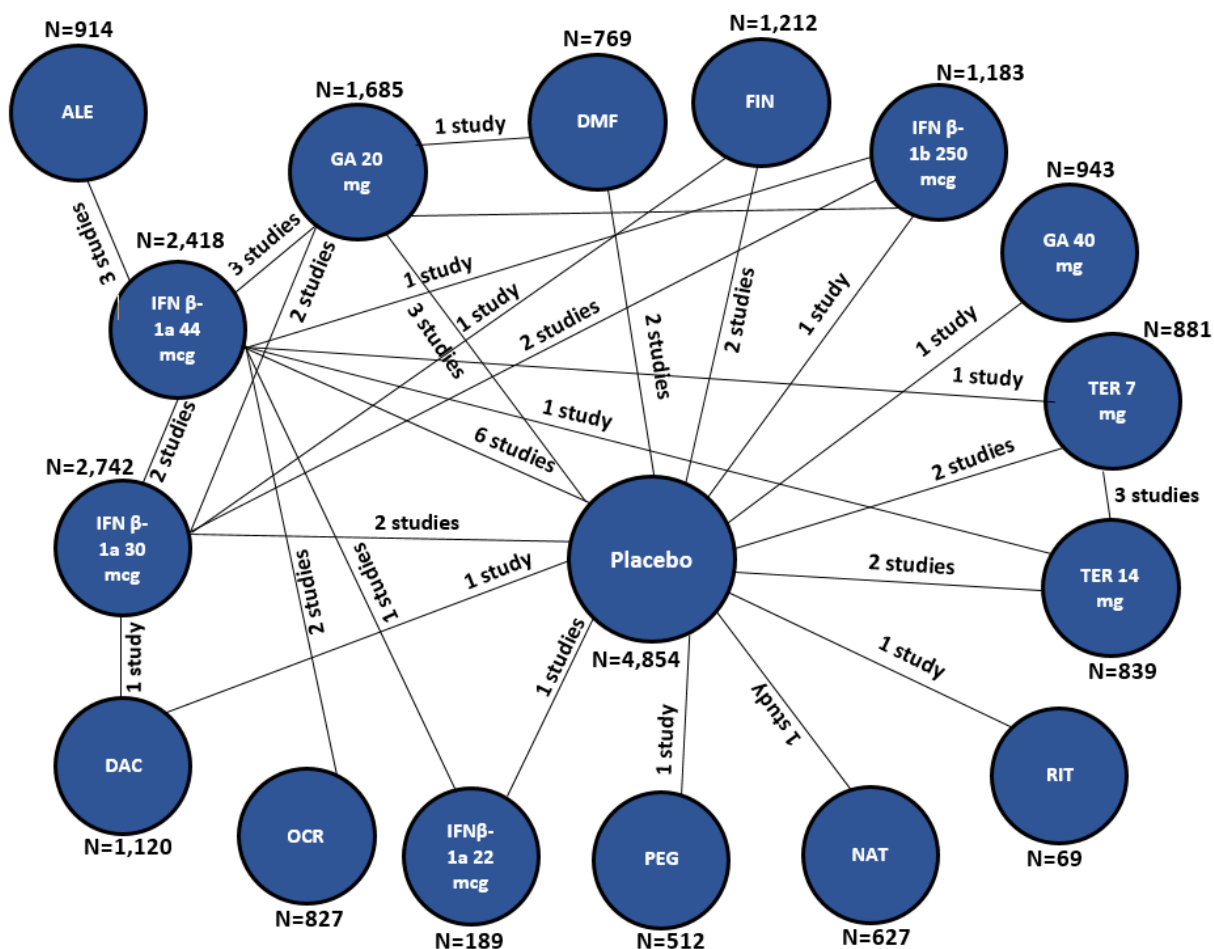 N=914
ALE
N=1,685
GA 20
mg
1 study
N=769
DMF
N=1,212
FIN
N=1,183
IFN β-
1b 250
mcg
N=943
GA 40
mg
3 studies
N=2,418
IFN β-
1a 44
mcg
3 studies
2 studies
3 studies
1 study
1 study
2 studies
2 studies
2 studies
1 study
1 study
N=881
TER 7
mg
1 study
1 study
6 studies
2 studies
3 studies
2 studies
N=2,742
IFN β-
1a 30
mcg
2 studies
1 study
Placebo
N=4,854
2 studies
TER 14
mg
N=839
1 study
DAC
N=1,120
2 studies
1 studies
1 studies
1 study
1 study
1 study
OCR
N=827
IFNβ-
1a 22
mcg
N=189
PEG
N=512
NAT
N=627
RIT
N=69